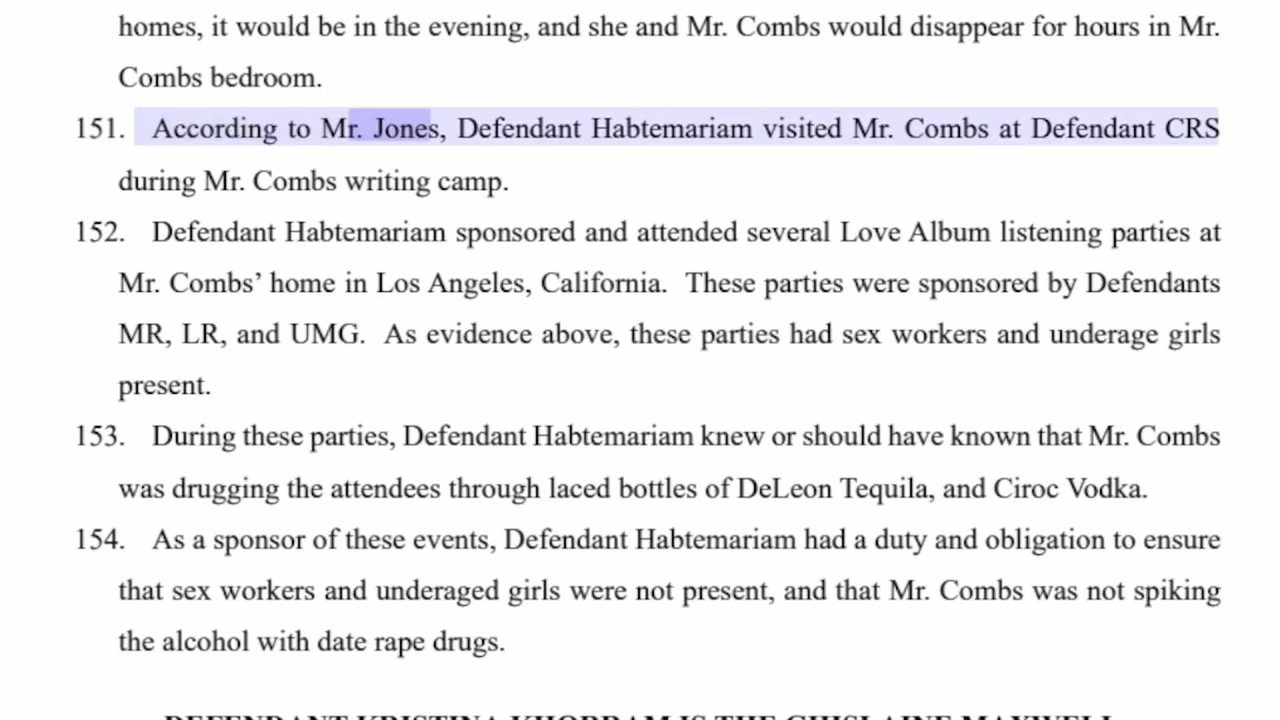 homes, it would be in the evening, and she and Mr. Combs would disappear for hours in Mr.
Combs bedroom.
151. According to Mr. Jones, Defendant Habtemariam visited Mr. Combs at Defendant CRS
during Mr. Combs writing camp.
152. Defendant Habtemariam sponsored and attended several Love Album listening parties at
Mr. Combs’ home in Los Angeles, California. These parties were sponsored by Defendants
MR, LR, and UMG. As evidence above, these parties had sex workers and underage girls
present.
153. During these parties, Defendant Habtemariam knew or should have known that Mr. Combs
was drugging the attendees through laced bottles of DeLeon Tequila, and Ciroc Vodka.
154. As a sponsor of these events, Defendant Habtemariam had a duty and obligation to ensure
that sex workers and underaged girls were not present, and that Mr. Combs was not spiking
the alcohol with date rape drugs.
DEFENDANT KRISTINA KHORRAM IS THE GHISLAINE MAXWELL